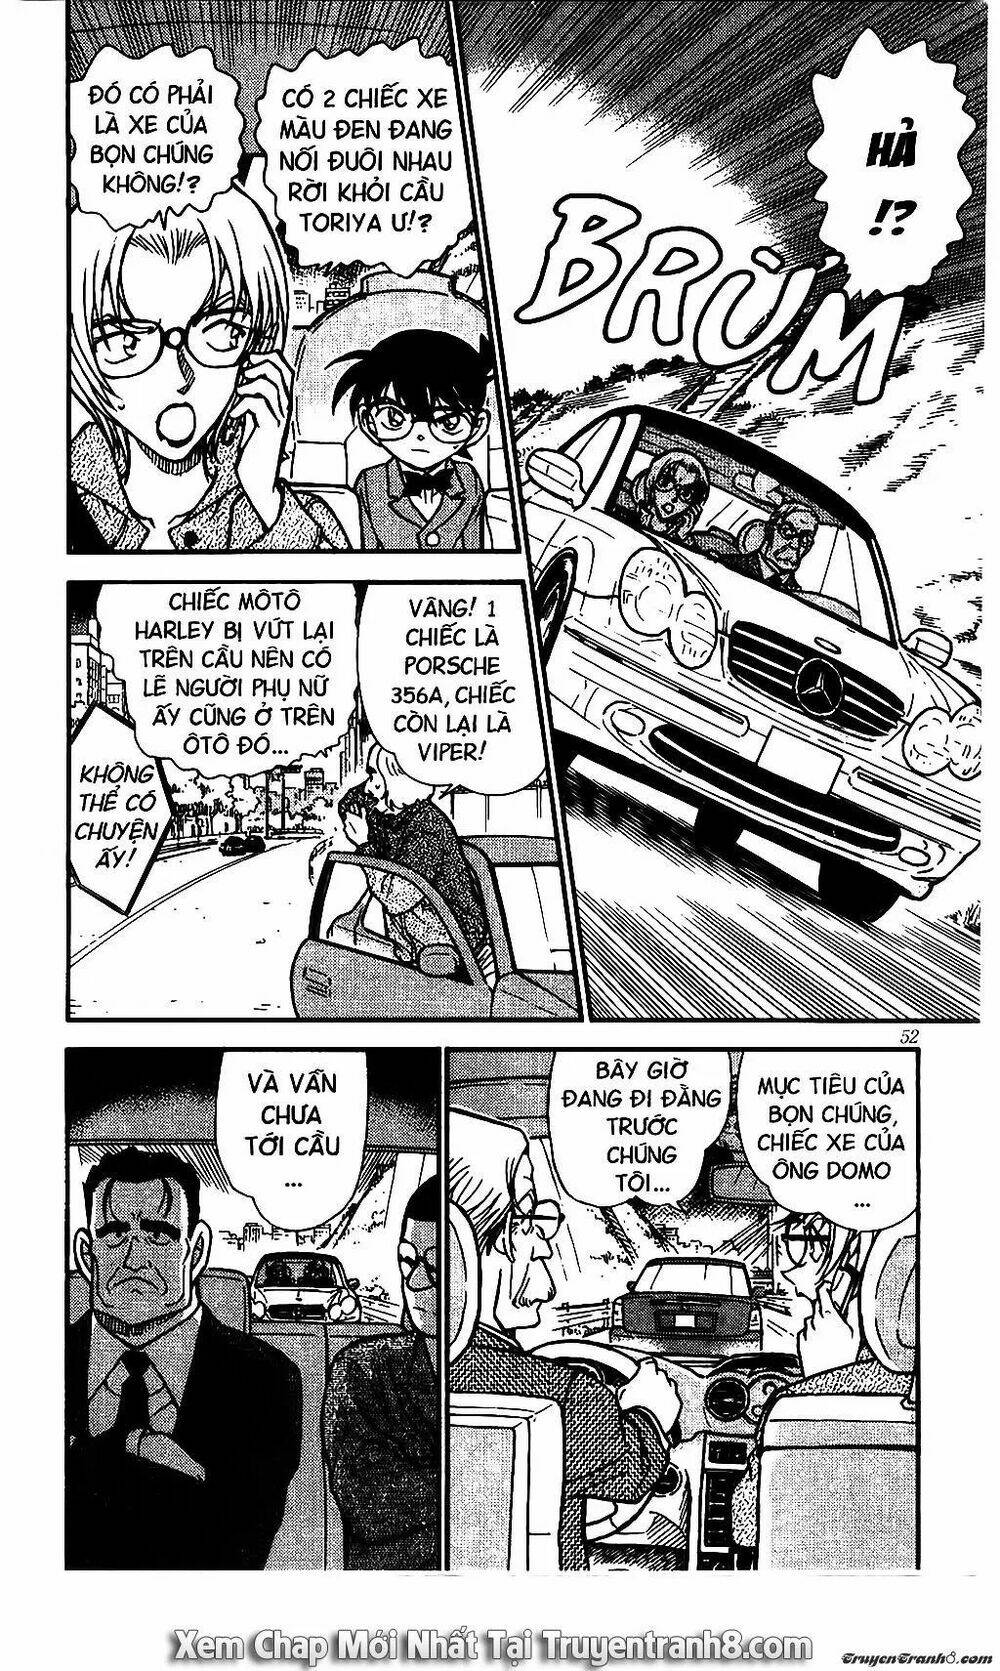 HẢ
!?
BRỪM
CÓ 2 CHIẾC XE
MÀU ĐEN ĐANG
NỐI ĐUÔI NHAU
RỜI KHỎI CẦU
TORIYA Ư!?
ĐÓ CÓ PHẢI
LÀ XE CỦA
BỌN CHÚNG
KHÔNG!?
VÂNG! 1
CHIẾC LÀ
PORSCHE
356A, CHIẾC
CÒN LẠI LÀ
VIPER!
CHIẾC MÔTÔ
HARLEY BỊ VỨT LẠI
TRÊN CẦU NÊN CÓ
LẼ NGƯỜI PHỤ NỮ
ẤY CŨNG Ở TRÊN
ÔTÔ ĐÓ...
KHÔNG
THỂ CÓ
CHUYỆN
ẤY!
52
MỤC TIÊU CỦA
BỌN CHÚNG,
CHIẾC XE CỦA
ÔNG DOMO
...
BÂY GIỜ
ĐANG ĐI ĐẰNG
TRƯỚC
CHÚNG
TÔI...
VÀ VẪN
CHƯA
TỚI CẦU
...
Xem Chap Mới Nhất Tại Truyentranh8.com
TruyenTranh8.com